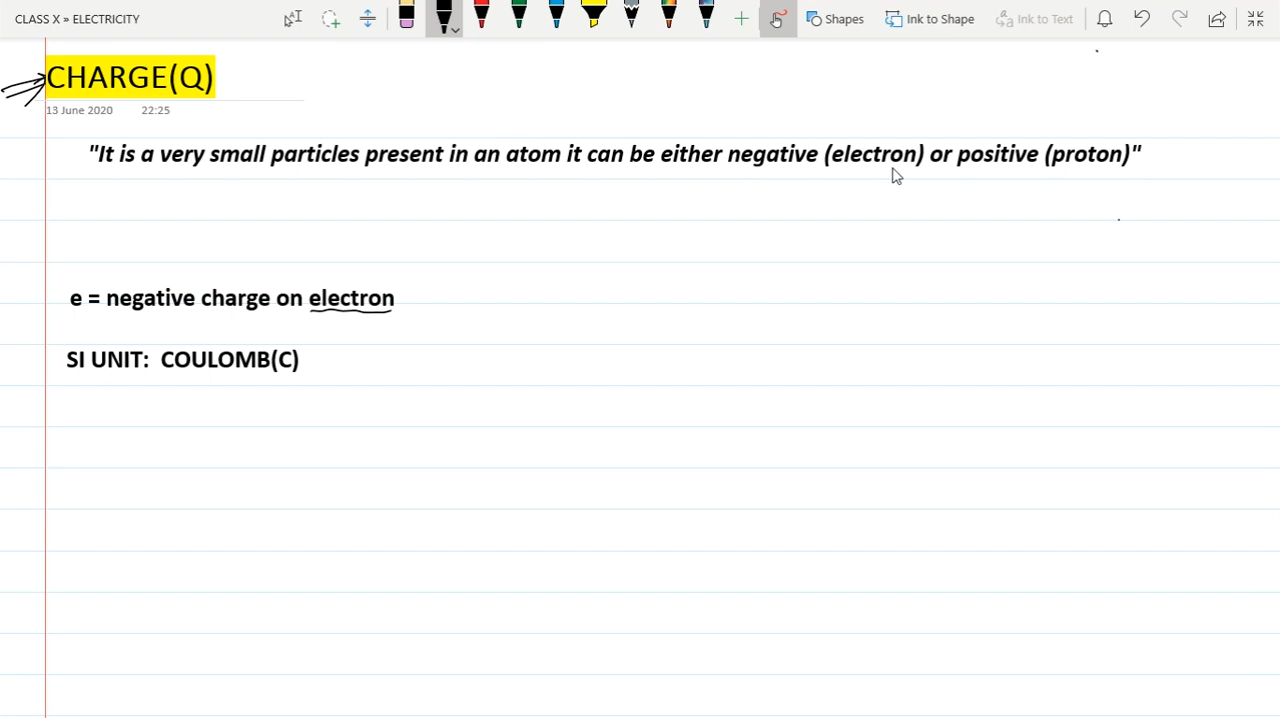 CLASS X » ELECTRICITY
Shapes
Ink to Shape
Ink to Text
CHARGE(Q)
13 June 2020 22:25
"It is a very small particles present in an atom it can be either negative (electron) or positive (proton)"
e = negative charge on electron
SI UNIT: COULOMB(C)